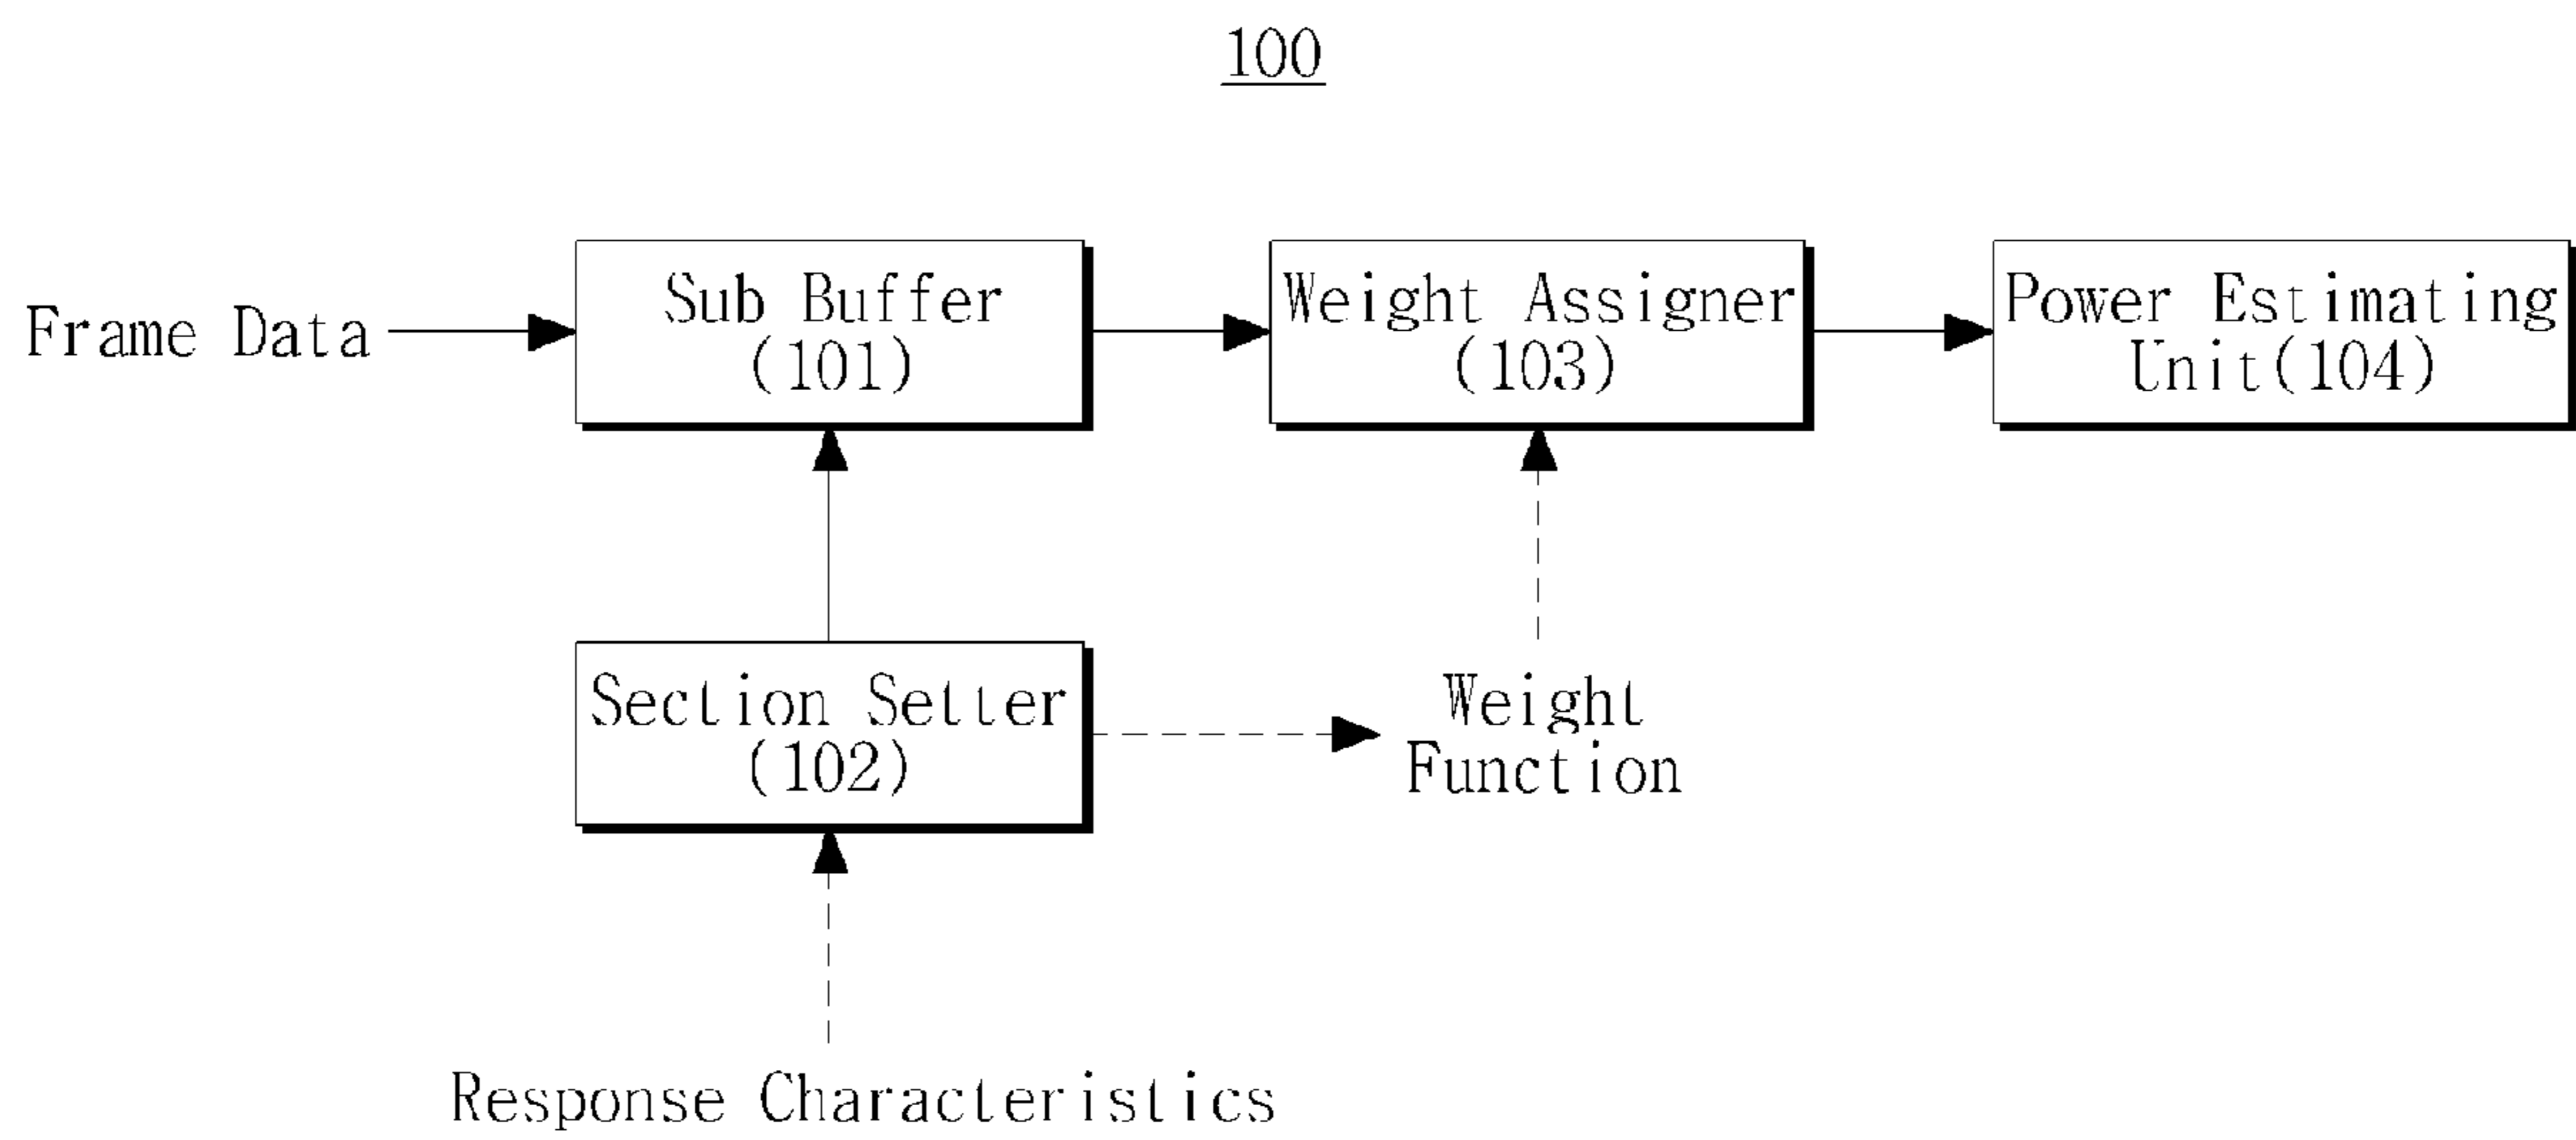 100
Frame Data
Sub Buffer
(101)
Weight Assigner
(103)
Power Estimating
Unit(104)
Section Setter
(102)
Weight
Function
Response Characteristics